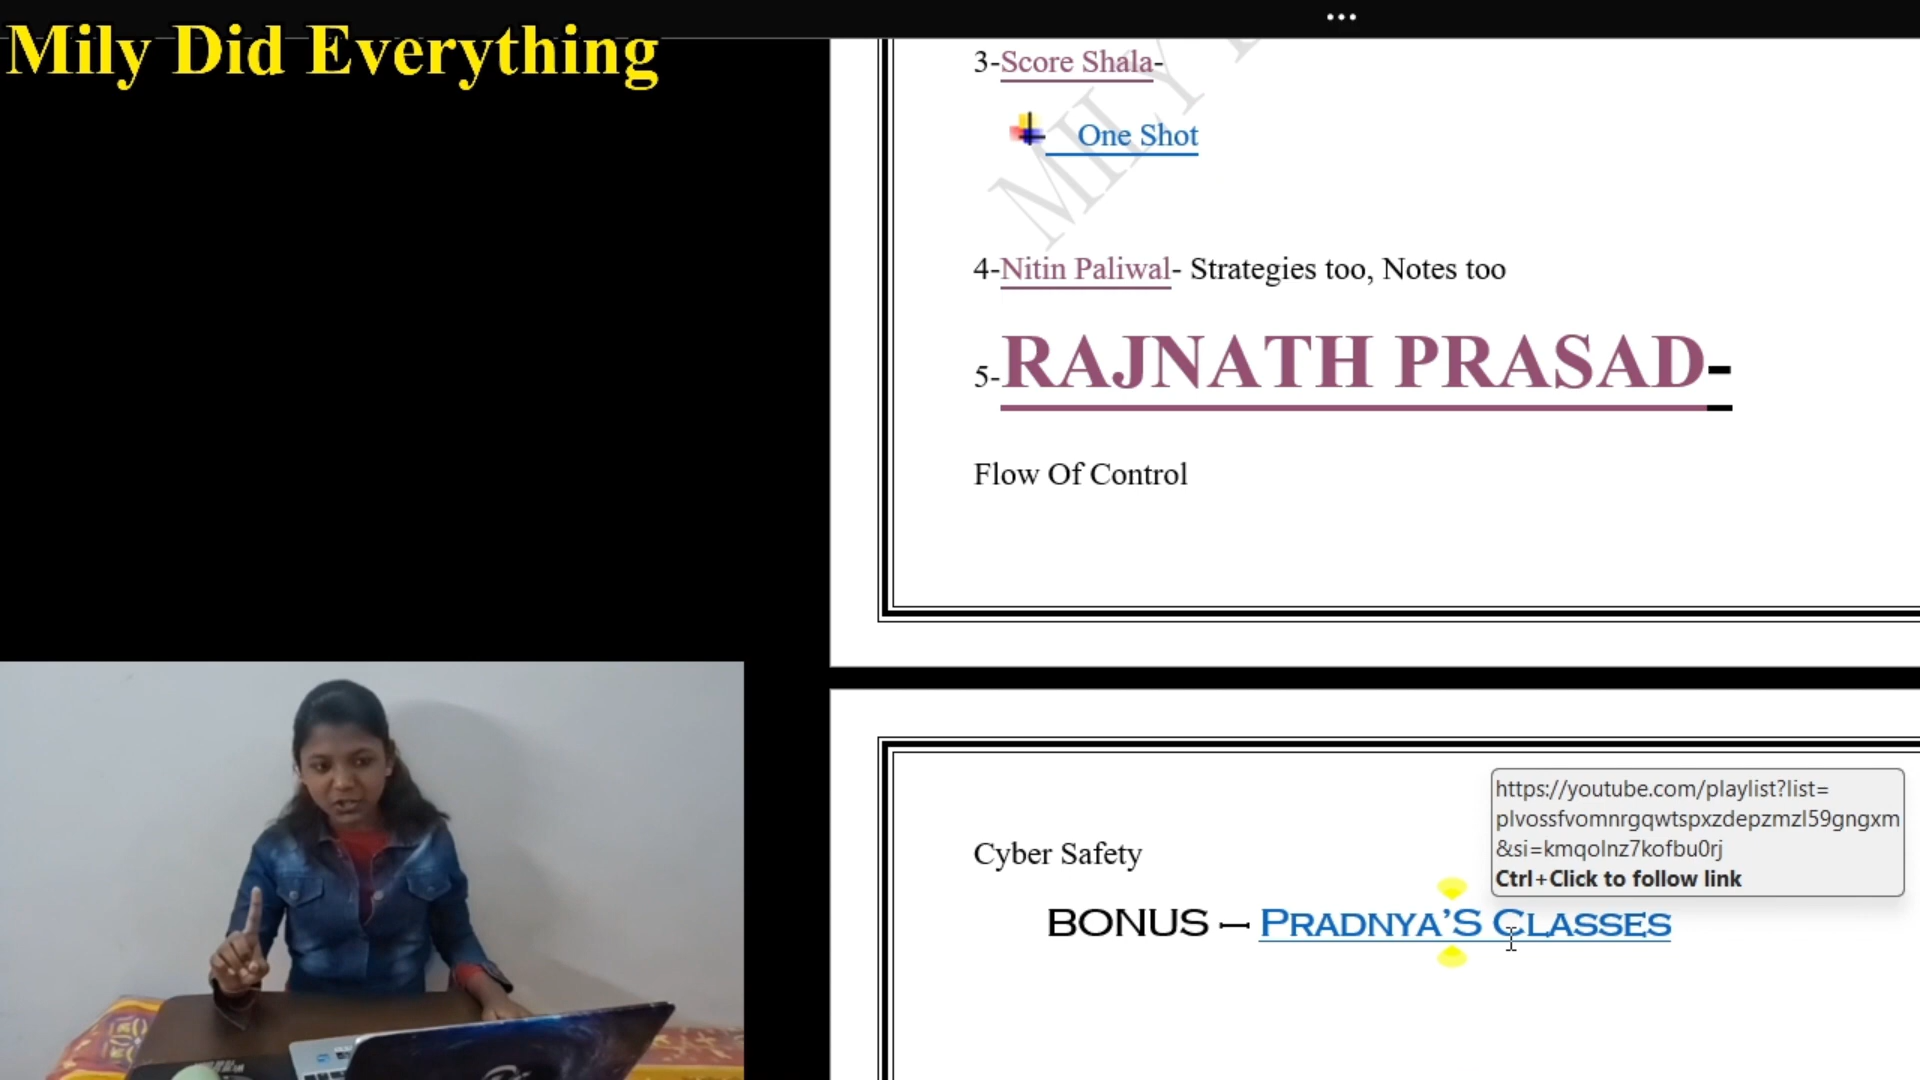 Mily Did Everything
...
3-Score Shala-
One Shot
MILY
4-Nitin Paliwal- Strategies too, Notes too
5-RAJNATH PRASAD-
Flow Of Control
https://youtube.com/playlist?list=
plvossfvomnrgqwtspxzdepzmzl59gngxm
&si=kmqolnz7kofbu0rj
Ctrl+Click to follow link
Cyber Safety
BONUS – PRADNYA'S CLASSES